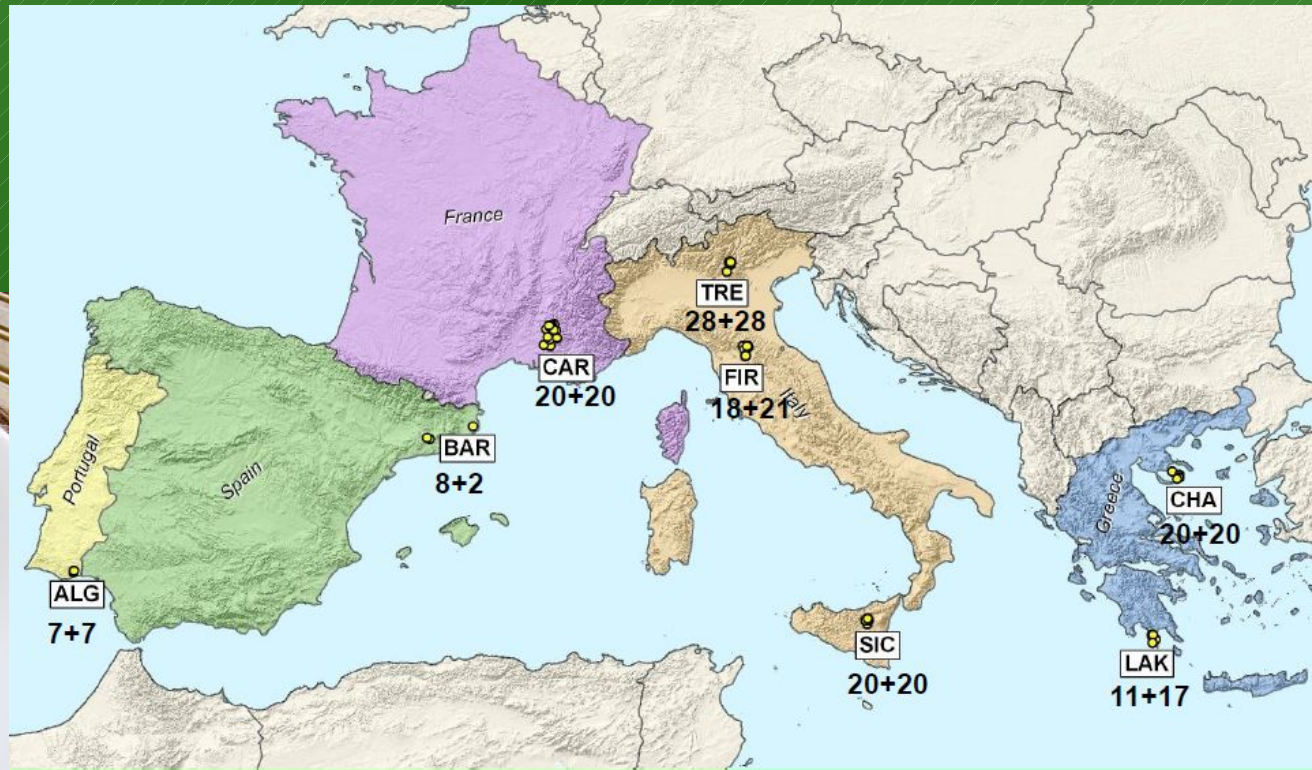 France
TRE
28+28
CAR
20+20
FIR
18+21
Italy
BAR
8+2
Spain
Portugal
ALG
7+7
Greece
CHA
20+20
SIC
20+20
LAK
11+17